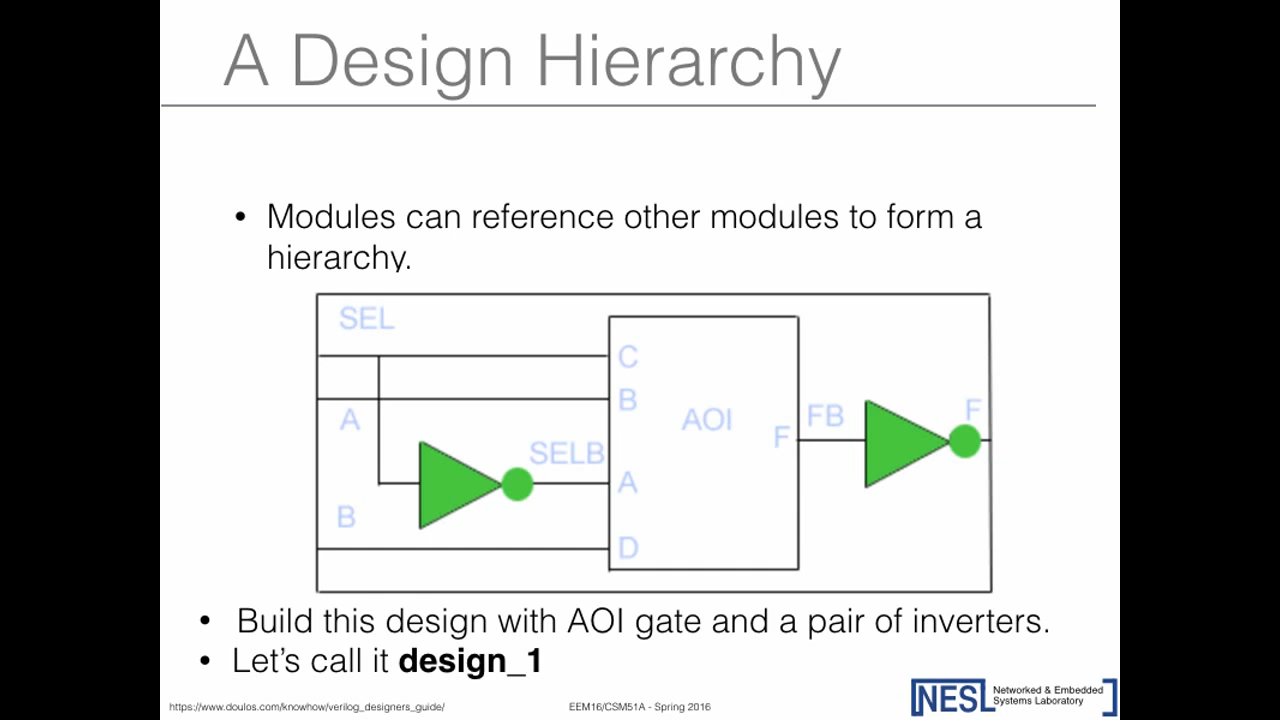 A Design Hierarchy
• Modules can reference other modules to form a
hierarchy.
SEL
C
B
A
AOI
FB
F
F
SELB
A
B
D
• Build this design with AOI gate and a pair of inverters.
• Let's call it design_1
https://www.doulos.com/knowhow/verilog_designers_guide/
EEM16/CSM51A - Spring 2016
NESL
Networked & Embedded
Systems Laboratory